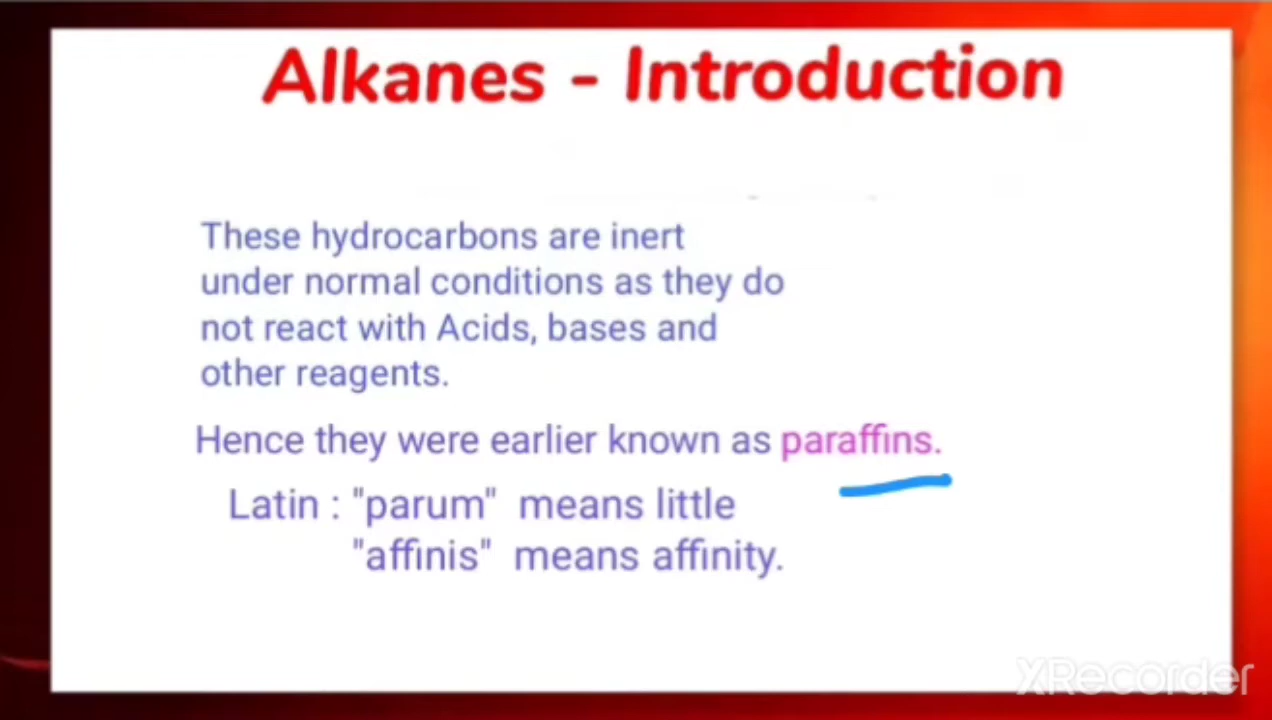 Alkanes - Introduction
These hydrocarbons are inert
under normal conditions as they do
not react with Acids, bases and
other reagents.
Hence they were earlier known as paraffins.
Latin : "parum" means little
"affinis" means affinity.
XRecorder